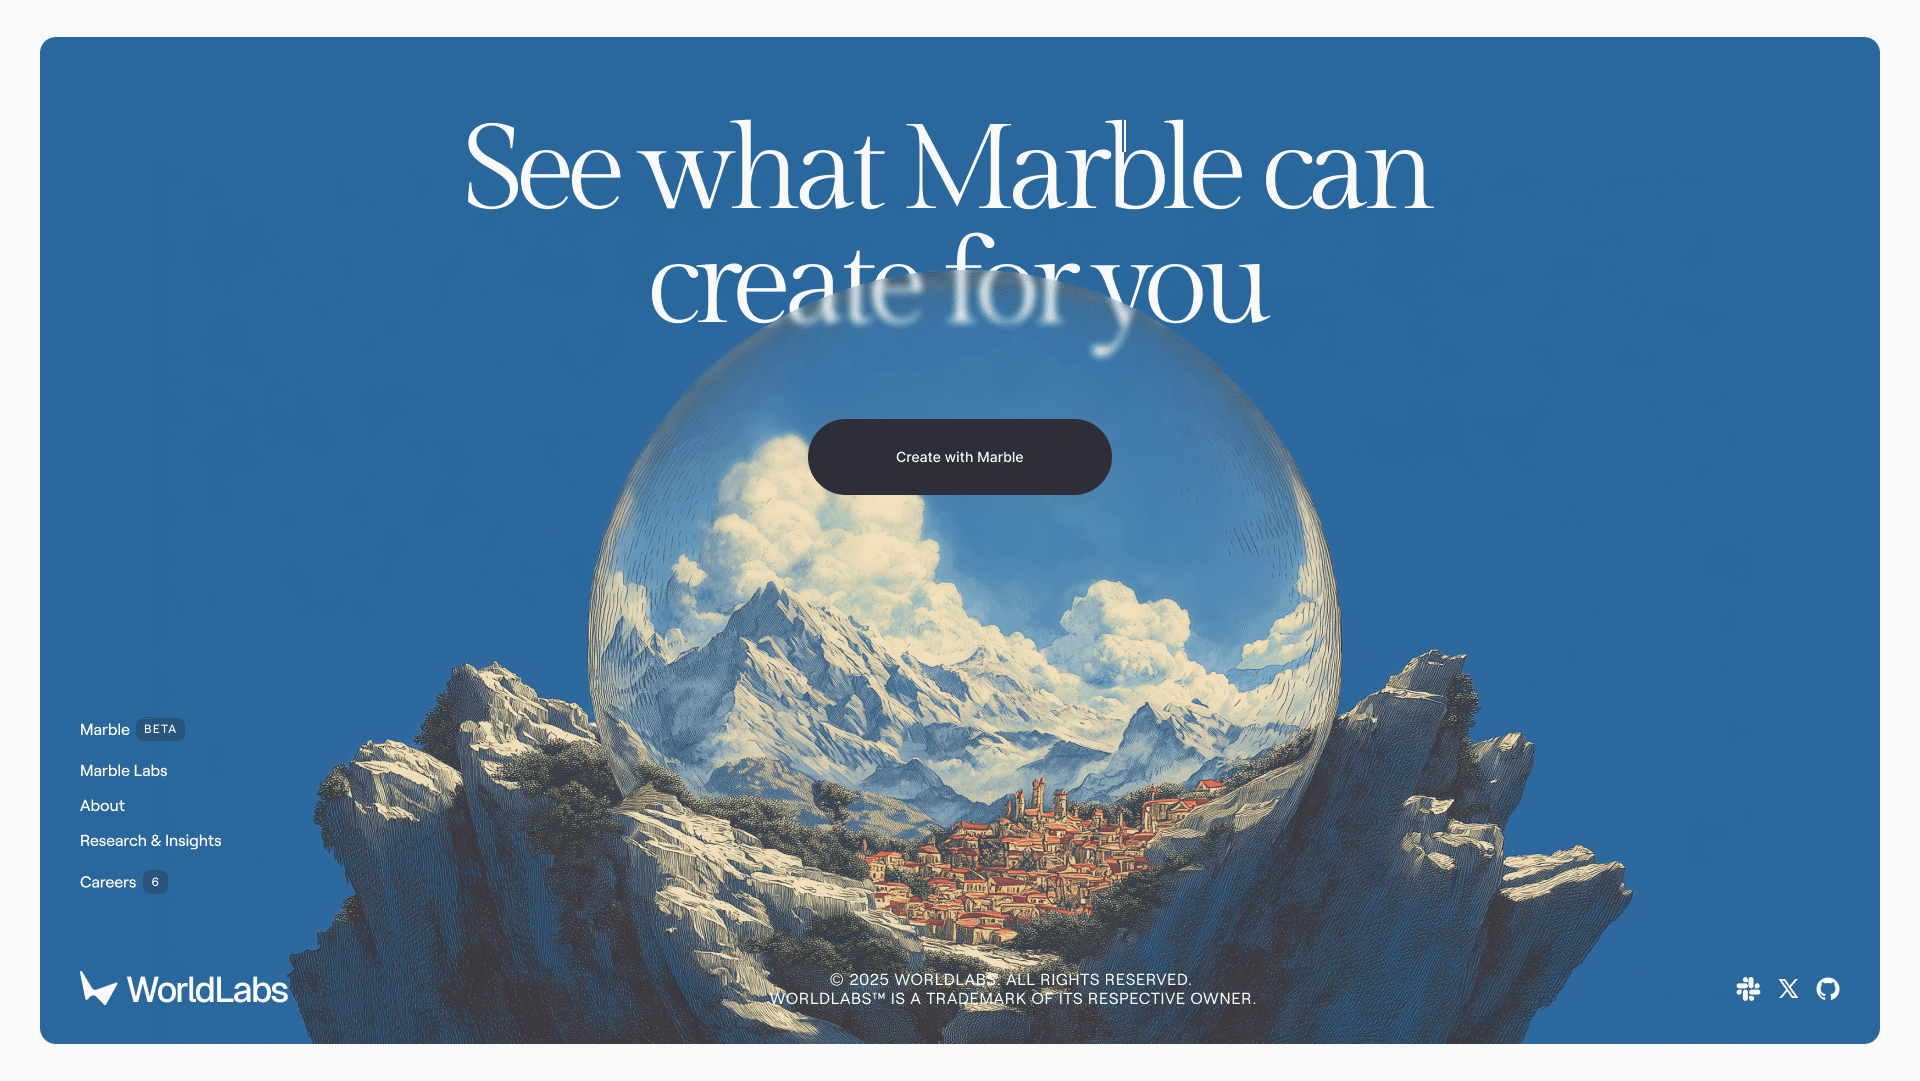 See what Marble can
create for you
Create with Marble
Marble BETA
Marble Labs
About
Research & Insights
Careers 6
WorldLabs
© 2025 WORLDLABS. ALL RIGHTS RESERVED.
WORLDLABS™ IS A TRADEMARK OF ITS RESPECTIVE OWNER.